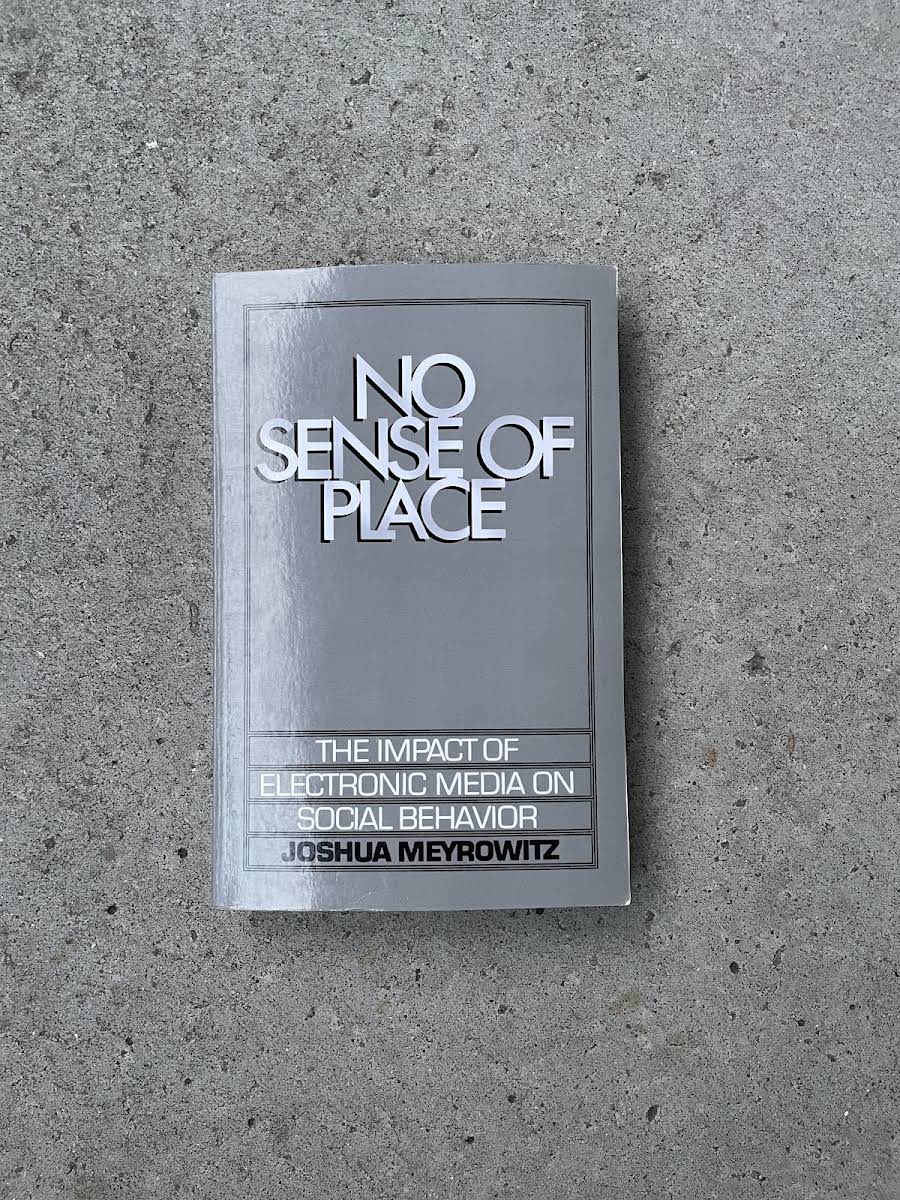 NO
SENSE OF
PLACE
THE IMPACT OF
ELECTRONIC MEDIA ON
SOCIAL BEHAVIOR
JOSHUA MEYROWITZ